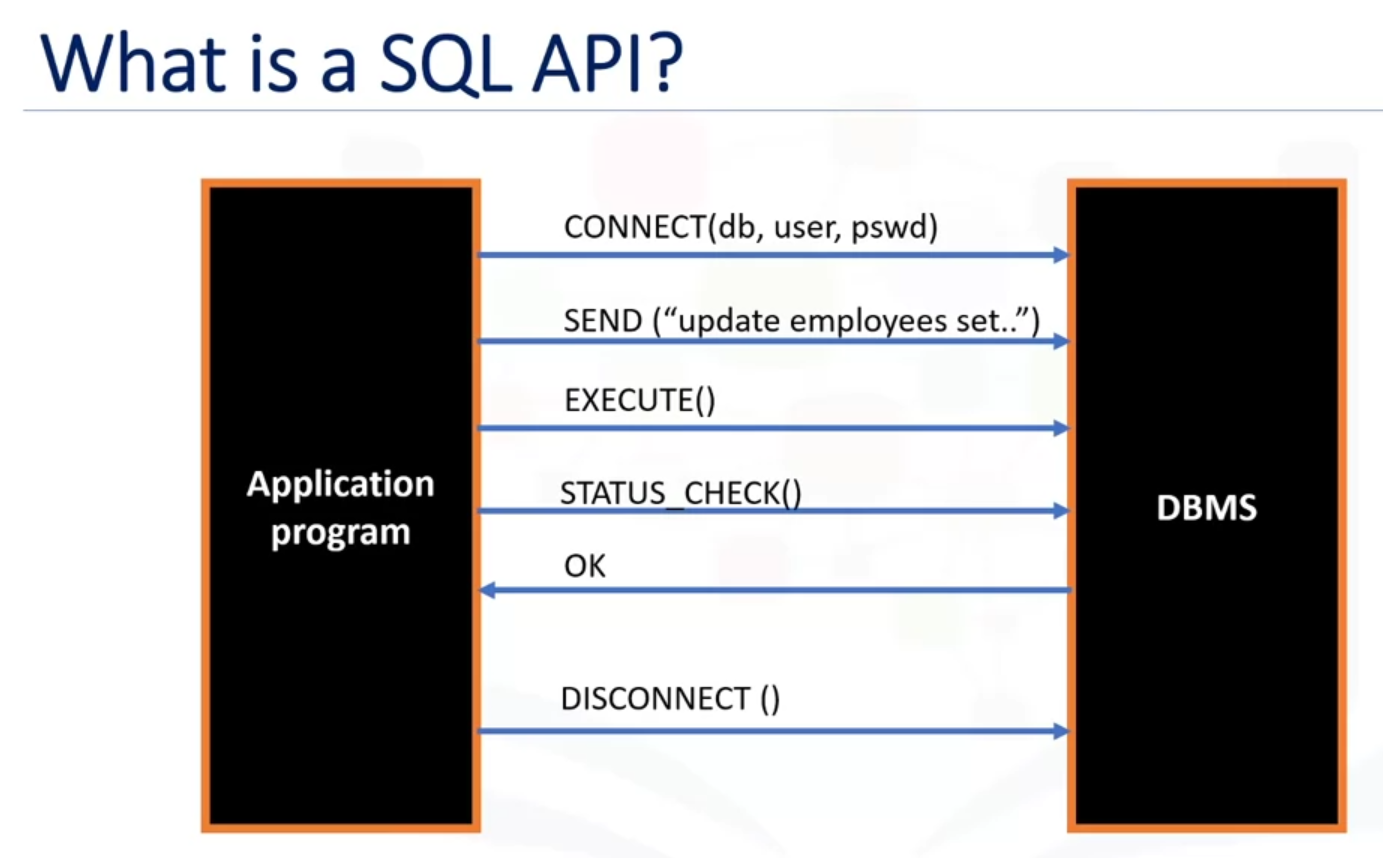 What is a SQL API?
CONNECT(db, user, pswd)
SEND (“update employees set..”)
EXECUTE()
STATUS_CHECK()
OK
DISCONNECT ()
Application
program
DBMS